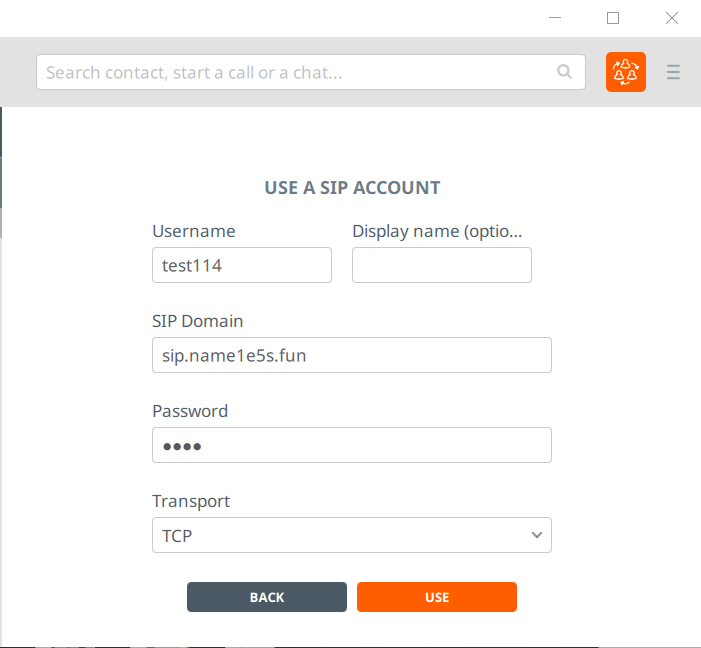 Search contact, start a call or a chat...
USE A SIP ACCOUNT
Username
Display name (optio...
test114
SIP Domain
sip.name1e5s.fun
Password
●●●●
Transport
TCP
BACK
USE